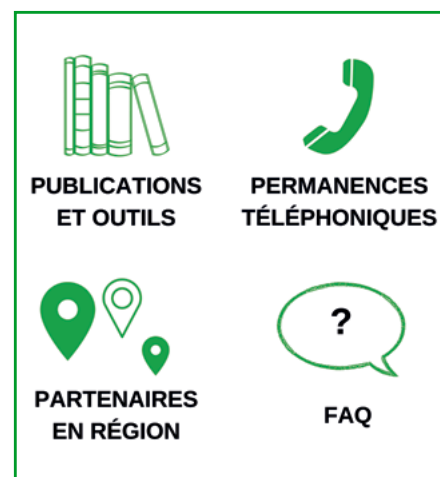 PUBLICATIONS
ET OUTILS
PERMANENCES
TÉLÉPHONIQUES
PARTENAIRES
EN RÉGION
?
FAQ